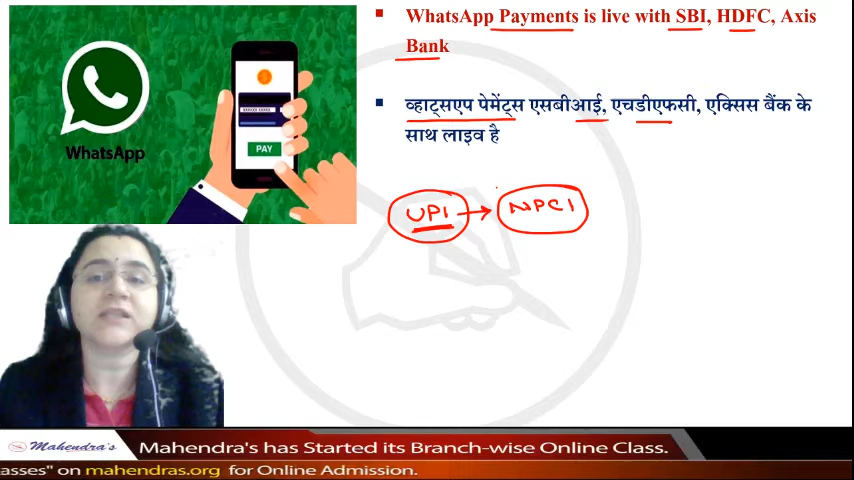 WhatsApp Payments is live with SBI, HDFC, Axis
Bank
व्हाट्सएप पेमेंट्स एसबीआई, एचडीएफसी, एक्सिस बैंक के
साथ लाइव है
WhatsApp
PAY
UPI → NPCI
Mahendra's
Mahendra's has Started its Branch-wise Online Class.
asses" on mahendras.org for Online Admission.